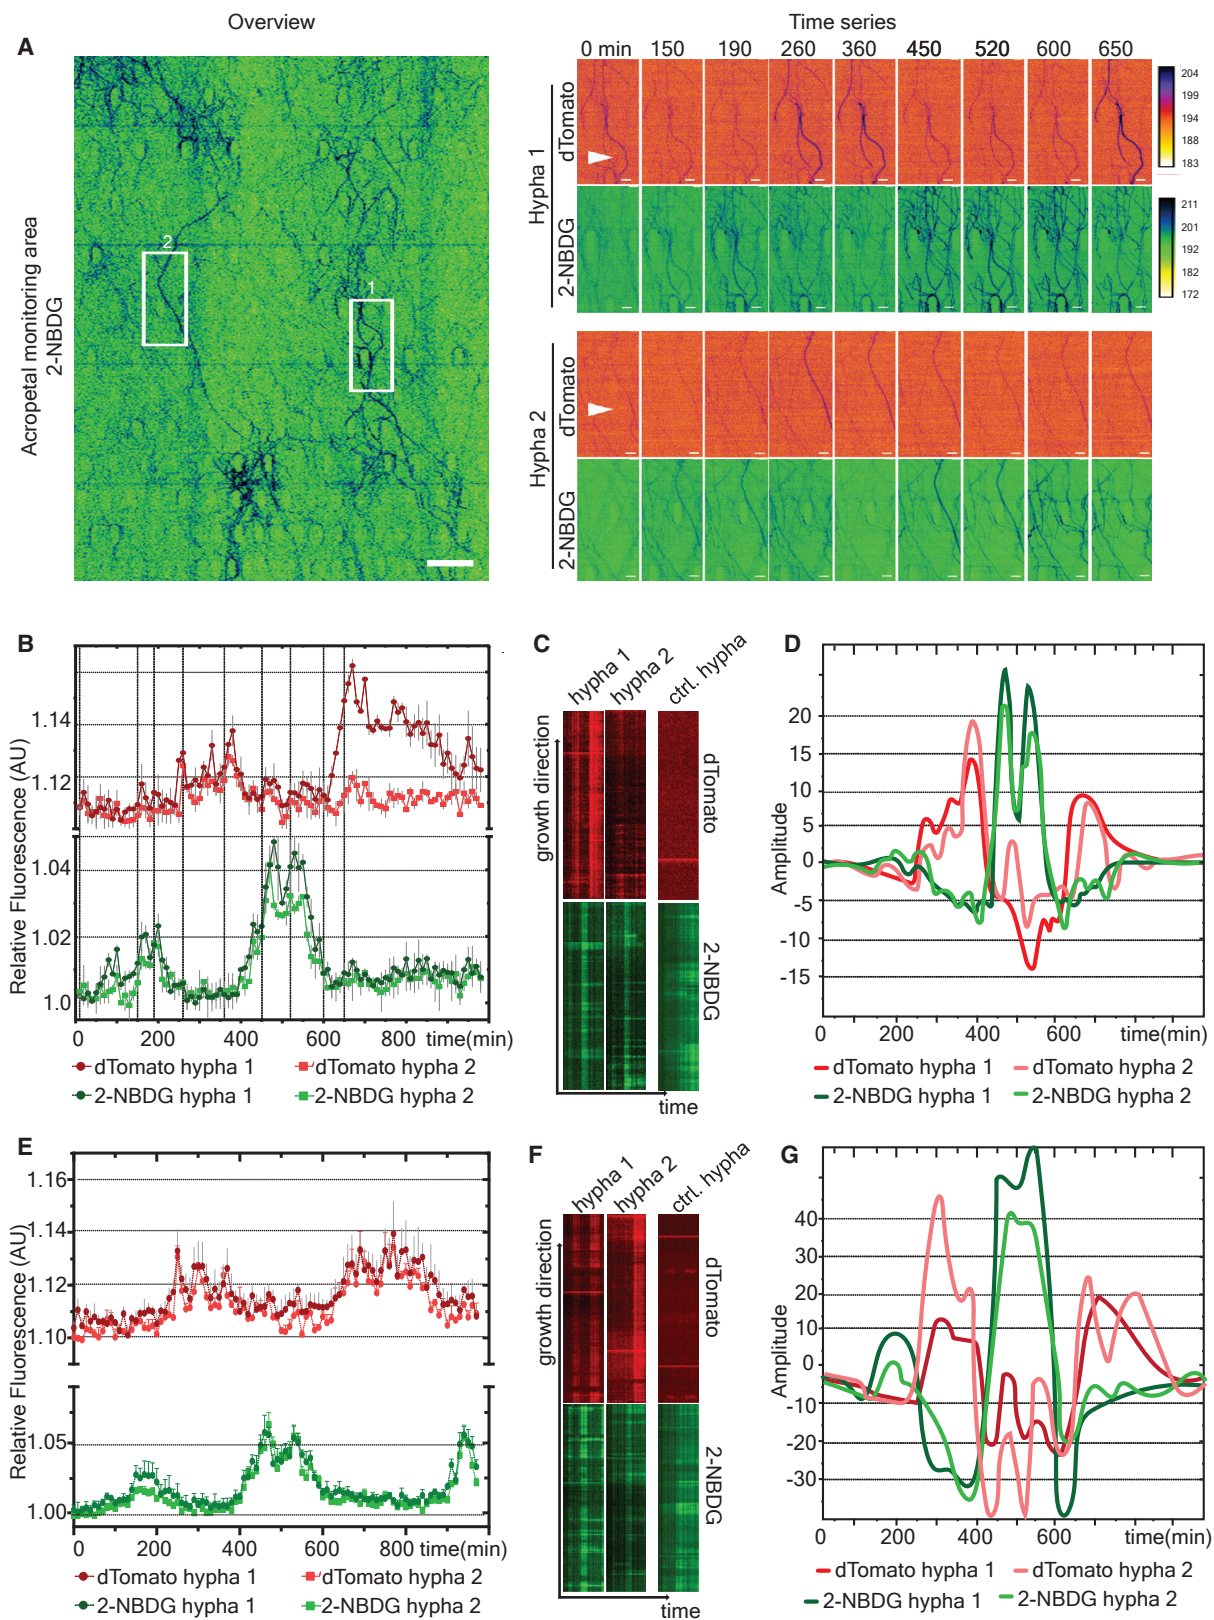 Overview
Time series
A
0 min 150 190 260 360 450 520 600 650
Acropetal monitoring area
2-NBDG
2
1
Hypha 1
dTomato
2-NBDG
204
199
194
188
183
211
201
192
182
172
Hypha 2
dTomato
2-NBDG
B
Relative Fluorescence (AU)
1.14
1.12
1.04
1.02
1.0
0 200 400 600 800 time(min)
dTomato hypha 1
dTomato hypha 2
2-NBDG hypha 1
2-NBDG hypha 2
C
hypha 1
hypha 2
ctrl. hypha
growth direction
dTomato
2-NBDG
time
D
Amplitude
20
15
10
5
0
-5
-10
-15
0 200 400 600 time(min)
dTomato hypha 1
dTomato hypha 2
2-NBDG hypha 1
2-NBDG hypha 2
E
Relative Fluorescence (AU)
1.16
1.14
1.12
1.10
1.05
1.00
0 200 400 600 800 time(min)
dTomato hypha 1
dTomato hypha 2
2-NBDG hypha 1
2-NBDG hypha 2
F
hypha 1
hypha 2
ctrl. hypha
growth direction
dTomato
2-NBDG
time
G
Amplitude
40
30
20
10
0
-10
-20
-30
0 200 400 600 time(min)
dTomato hypha 1
dTomato hypha 2
2-NBDG hypha 1
2-NBDG hypha 2